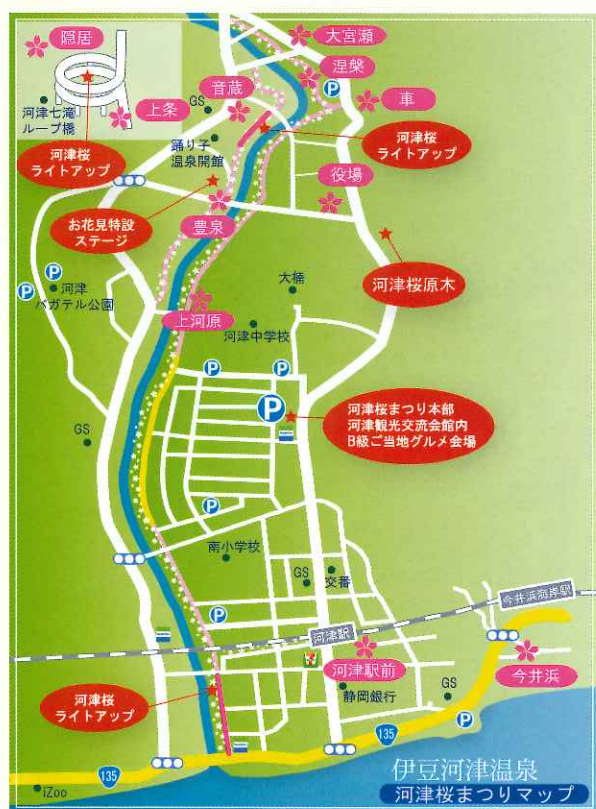 隠居
河津七滝
ループ橋
上条
河津桜
ライトアップ
GS
音蔵
大宮瀬
涅槃
P
車
踊り子
温泉開館
河津桜
ライトアップ
お花見特設
ステージ
豊泉
役場
河津桜原木
P
P
河津
バガテル公園
大楠
上河原
河津中学校
P
P
P
河津桜まつり本部
河津観光交流会館内
B級ご当地グルメ会場
GS
P
南小学校
GS
交番
P
今井浜海岸駅
河津駅
河津駅前
今井浜
静岡銀行
GS
河津桜
ライトアップ
P
135
135
iZoo
伊豆河津温泉
河津桜まつりマップ